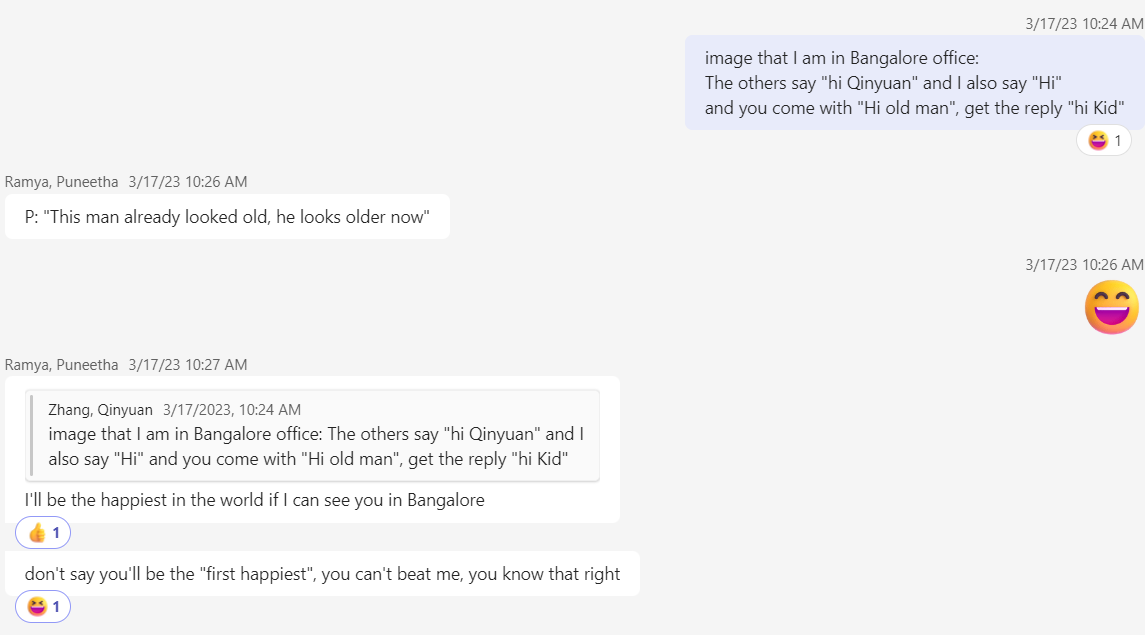 3/17/23 10:24 AM
image that I am in Bangalore office:
The others say "hi Qinyuan" and I also say "Hi"
and you come with "Hi old man", get the reply "hi Kid"
1
Ramya, Puneetha 3/17/23 10:26 AM
P: "This man already looked old, he looks older now"
3/17/23 10:26 AM
Ramya, Puneetha 3/17/23 10:27 AM
Zhang, Qinyuan 3/17/2023, 10:24 AM
image that I am in Bangalore office: The others say "hi Qinyuan" and I
also say "Hi" and you come with "Hi old man", get the reply "hi Kid"
I'll be the happiest in the world if I can see you in Bangalore
1
don't say you'll be the "first happiest", you can't beat me, you know that right
1